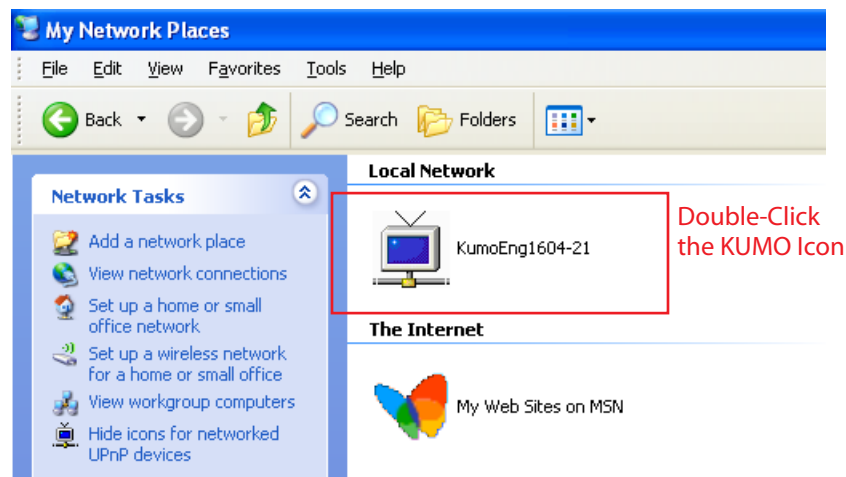 My Network Places
File Edit View Favorites Tools Help
Back Search Folders
Network Tasks
Add a network place
View network connections
Set up a home or small
office network
Set up a wireless network
for a home or small office
View workgroup computers
Hide icons for networked
UPnP devices
Local Network
KumoEng1604-21
Double-Click
the KUMO Icon
The Internet
My Web Sites on MSN